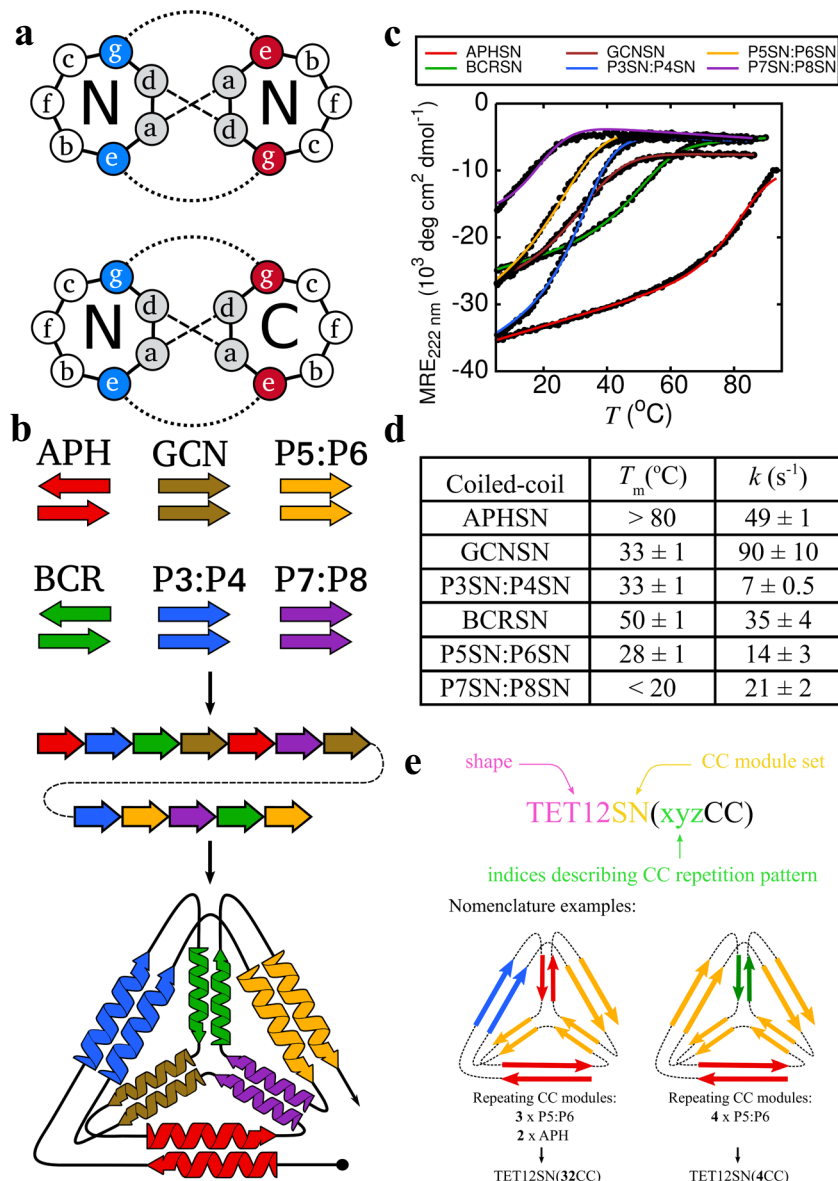 a
c g e b
d a
f N N f
a d
b e g c
c g g c
d d
f N C f
a a
b e e b
b
APH GCN P5:P6
BCR P3:P4 P7:P8
c
APHSN GCNSN P5SN:P6SN
BCRSN P3SN:P4SN P7SN:P8SN
0
-10
-20
-30
-40
MRE222 nm (10³ deg cm² dmol⁻¹)
20 40 60 80
T (°C)
d
Coiled-coil Tm(°C) k (s⁻¹)
APHSN > 80 49 ± 1
GCNSN 33 ± 1 90 ± 10
P3SN:P4SN 33 ± 1 7 ± 0.5
BCRSN 50 ± 1 35 ± 4
P5SN:P6SN 28 ± 1 14 ± 3
P7SN:P8SN < 20 21 ± 2
e
shape CC module set
TET12SN(xyzCC)
indices describing CC repetition pattern
Nomenclature examples:
Repeating CC modules:
3 x P5:P6
2 x APH
TET12SN(32CC)
Repeating CC modules:
4 x P5:P6
TET12SN(4CC)